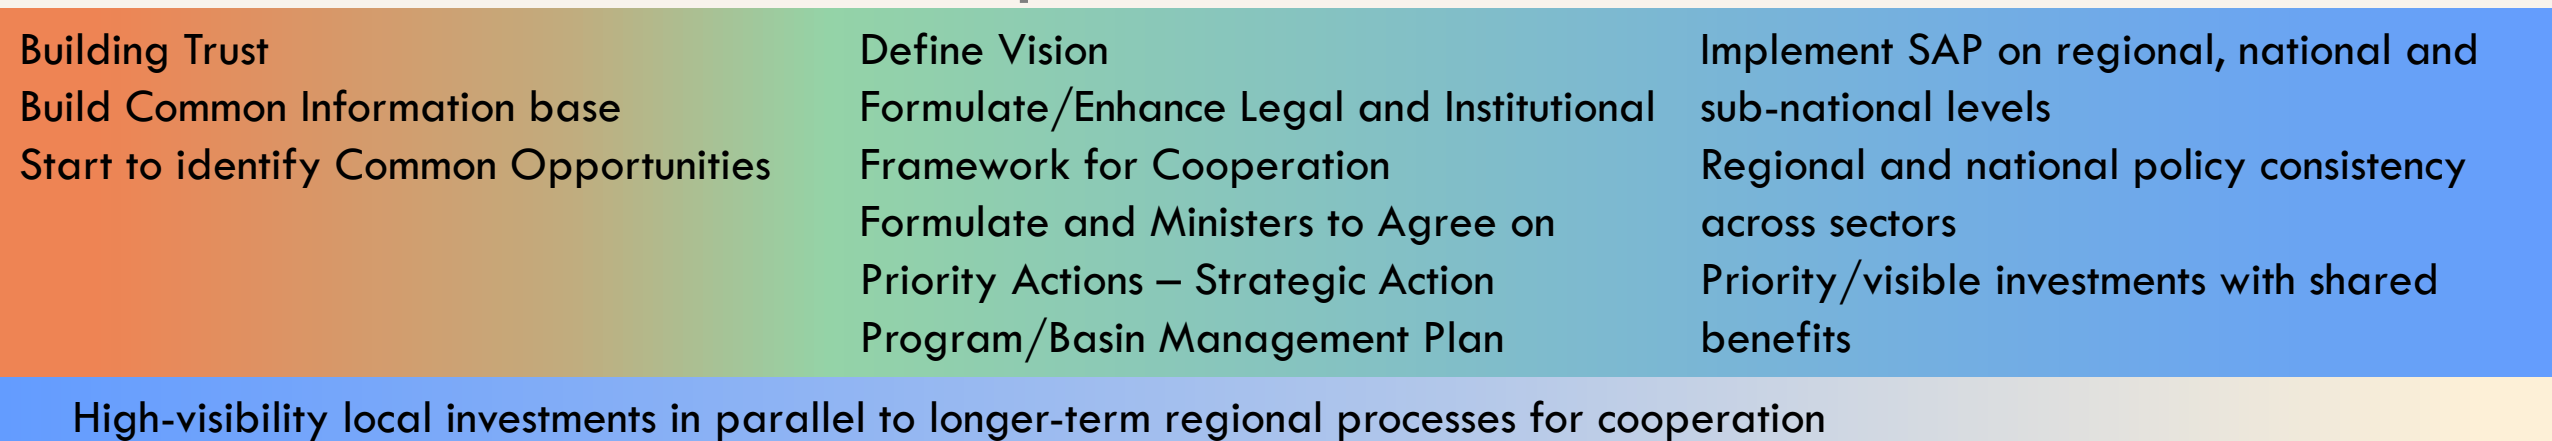 Building Trust
Build Common Information base
Start to identify Common Opportunities
Define Vision
Formulate/Enhance Legal and Institutional
Framework for Cooperation
Formulate and Ministers to Agree on
Priority Actions – Strategic Action
Program/Basin Management Plan
Implement SAP on regional, national and
sub-national levels
Regional and national policy consistency
across sectors
Priority/visible investments with shared
benefits
High-visibility local investments in parallel to longer-term regional processes for cooperation